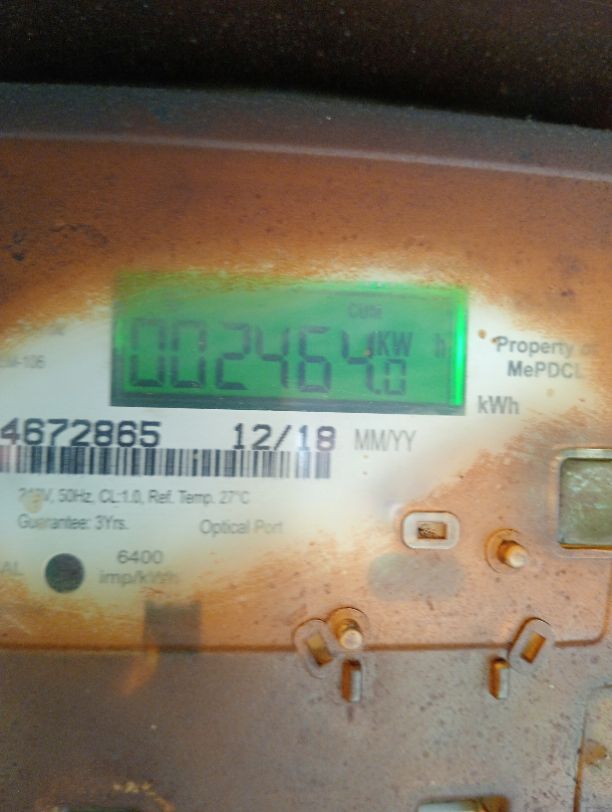 Cum
002464.0 KW h
Property of
MePDCL
kWh
4672865 12/18 MM/YY
240V, 50Hz, CL:1.0, Ref. Temp. 27°C
Guarantee: 3Yrs. Optical Port
6400
imp/kWh